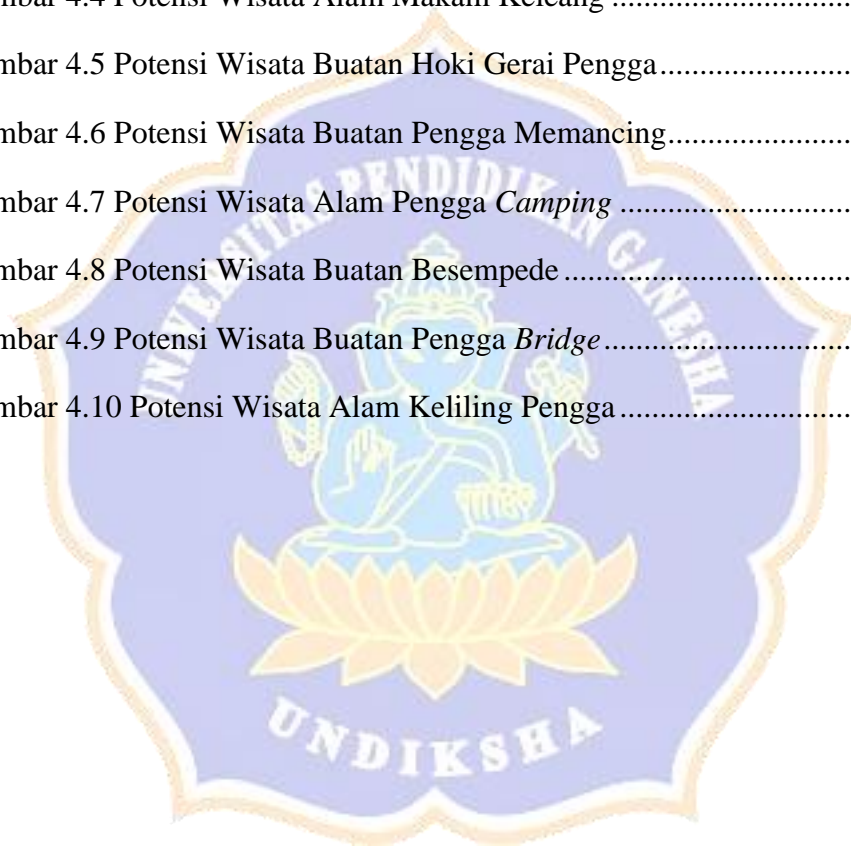 mbar 4.4 Potensi Wisata Alam Makam Keleang ..............................
mbar 4.5 Potensi Wisata Buatan Hoki Gerai Pengga........................
mbar 4.6 Potensi Wisata Buatan Pengga Memancing.......................
mbar 4.7 Potensi Wisata Alam Pengga Camping .............................
mbar 4.8 Potensi Wisata Buatan Besempede....................................
mbar 4.9 Potensi Wisata Buatan Pengga Bridge...............................
mbar 4.10 Potensi Wisata Alam Keliling Pengga.............................
UNIVERSITAS PENDIDIKAN GANESHA
UNDIKSHA